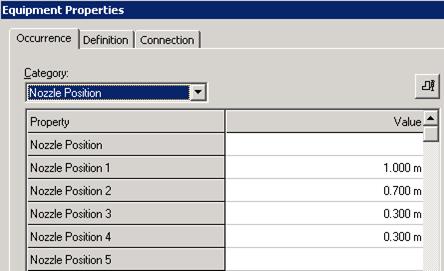 Equipment Properties
Occurrence Definition Connection
Category:
Nozzle Position
Property Value
Nozzle Position
Nozzle Position 1 1.000 m
Nozzle Position 2 0.700 m
Nozzle Position 3 0.300 m
Nozzle Position 4 0.300 m
Nozzle Position 5